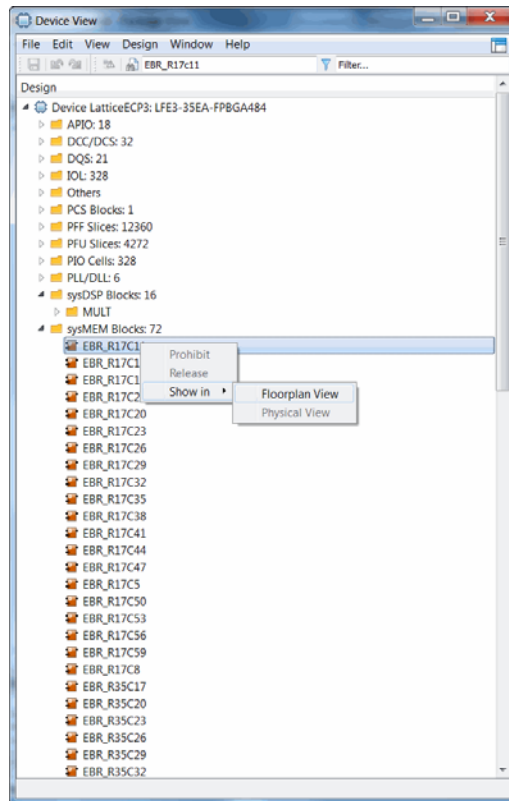 Device View
File Edit View Design Window Help
EBR_R17c11 Filter...
Design
Device LatticeECP3: LFE3-35EA-FPBGA484
APIO: 18
DCC/DCS: 32
DQS: 21
IOL: 328
Others
PCS Blocks: 1
PFF Slices: 12360
PFU Slices: 4272
PIO Cells: 328
PLL/DLL: 6
sysDSP Blocks: 16
MULT
sysMEM Blocks: 72
EBR_R17C1
Prohibit
EBR_R17C1
Release
EBR_R17C1
Show in
EBR_R17C2
Floorplan View
EBR_R17C20
Physical View
EBR_R17C23
EBR_R17C26
EBR_R17C29
EBR_R17C32
EBR_R17C35
EBR_R17C38
EBR_R17C41
EBR_R17C44
EBR_R17C47
EBR_R17C5
EBR_R17C50
EBR_R17C53
EBR_R17C56
EBR_R17C59
EBR_R17C8
EBR_R35C17
EBR_R35C20
EBR_R35C23
EBR_R35C26
EBR_R35C29
EBR_R35C32